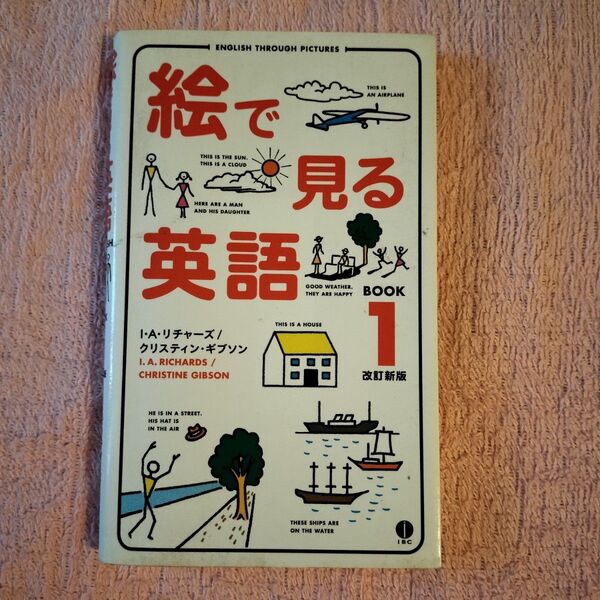 ENGLISH THROUGH PICTURES
絵で
THIS IS
AN AIRPLANE
THIS IS THE SUN.
THIS IS A CLOUD
見る
HERE ARE A MAN
AND HIS DAUGHTER
英語
GOOD WEATHER.
THEY ARE HAPPY
BOOK
1
改訂新版
I・A・リチャーズ/
クリスティン・ギブソン
I. A. RICHARDS /
CHRISTINE GIBSON
THIS IS A HOUSE
HE IS IN A STREET.
HIS HAT IS
IN THE AIR
THESE SHIPS ARE
ON THE WATER
IBC